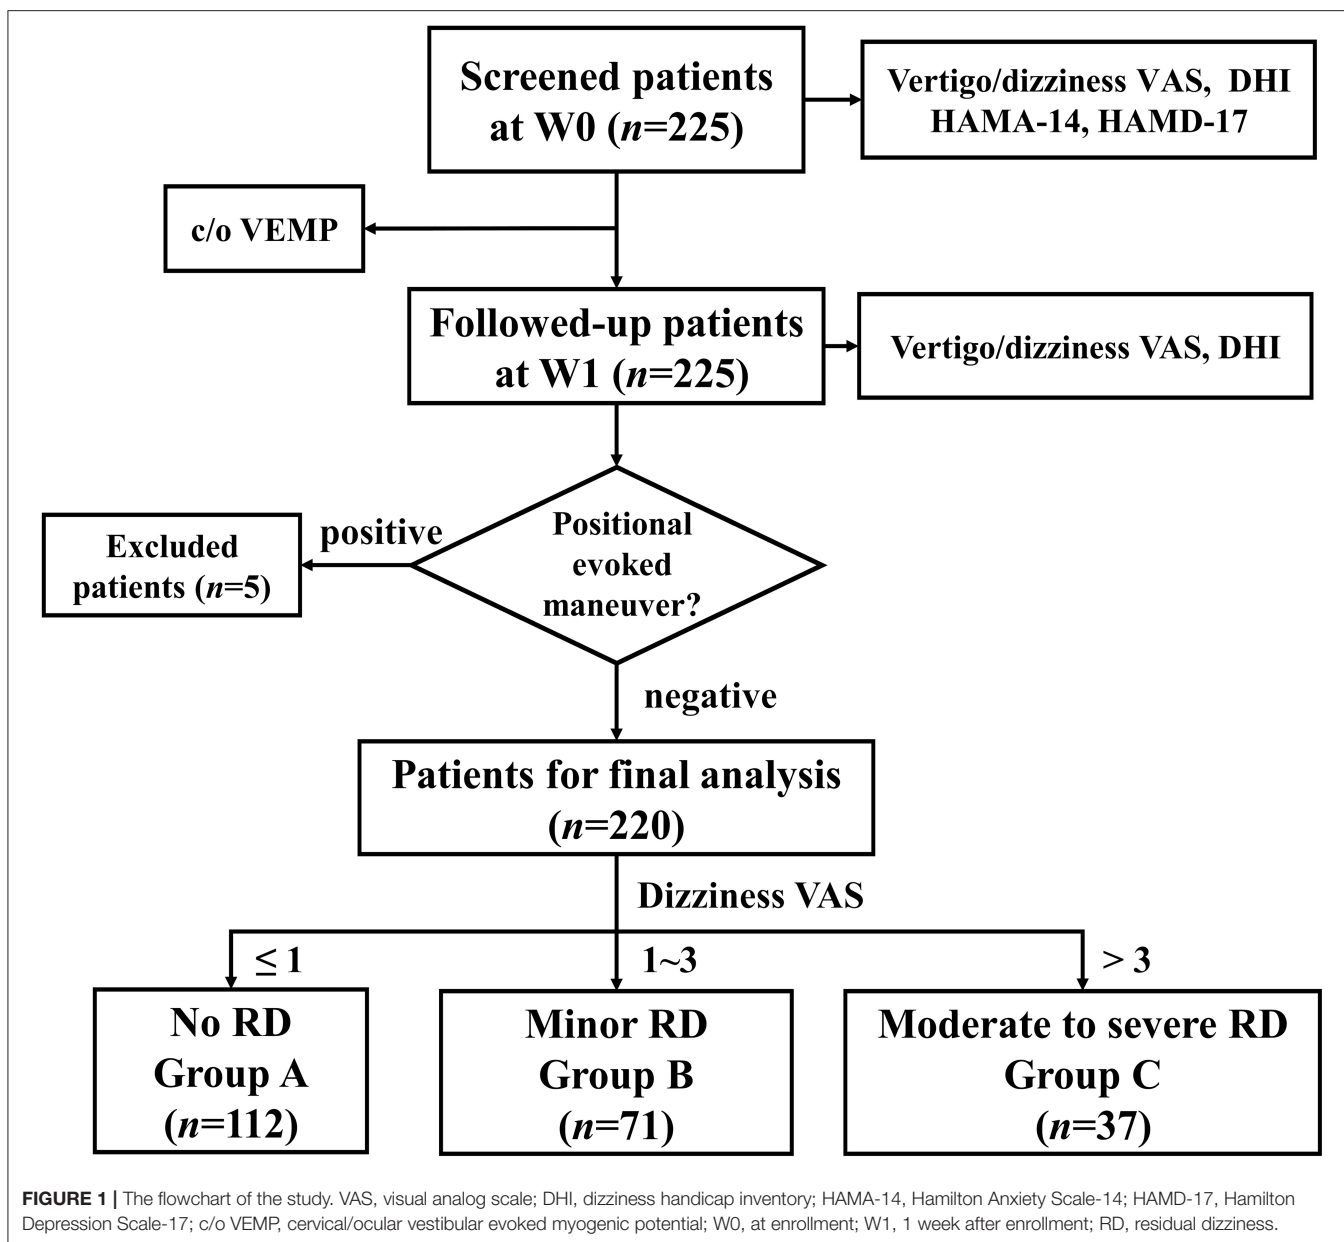 Screened patients
at W0 (n=225)
Vertigo/dizziness VAS, DHI
HAMA-14, HAMD-17
c/o VEMP
Followed-up patients
at W1 (n=225)
Vertigo/dizziness VAS, DHI
Positional
evoked
maneuver?
positive
Excluded
patients (n=5)
negative
Patients for final analysis
(n=220)
Dizziness VAS
≤ 1
1~3
> 3
No RD
Group A
(n=112)
Minor RD
Group B
(n=71)
Moderate to severe RD
Group C
(n=37)
FIGURE 1 | The flowchart of the study. VAS, visual analog scale; DHI, dizziness handicap inventory; HAMA-14, Hamilton Anxiety Scale-14; HAMD-17, Hamilton
Depression Scale-17; c/o VEMP, cervical/ocular vestibular evoked myogenic potential; W0, at enrollment; W1, 1 week after enrollment; RD, residual dizziness.